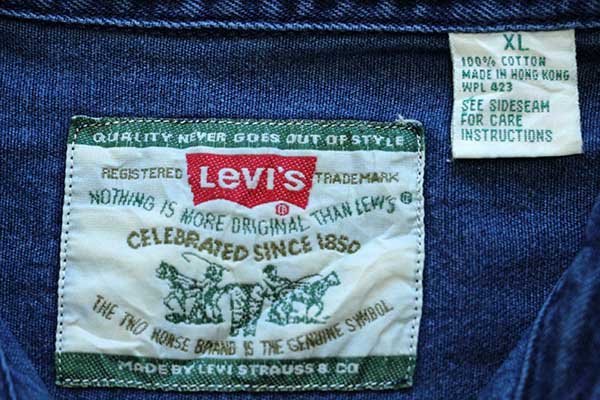 QUALITY NEVER GOES OUT OF STYLE
REGISTERED LEVI'S TRADEMARK
®
NOTHING IS MORE ORIGINAL THAN LEVI'S ®
CELEBRATED SINCE 1850
THE TWO HORSE BRAND IS THE GENUINE SYMBOL
MADE BY LEVI STRAUSS & CO
XL
100% COTTON
MADE IN HONG KONG
WPL 423
SEE SIDESEAM
FOR CARE
INSTRUCTIONS